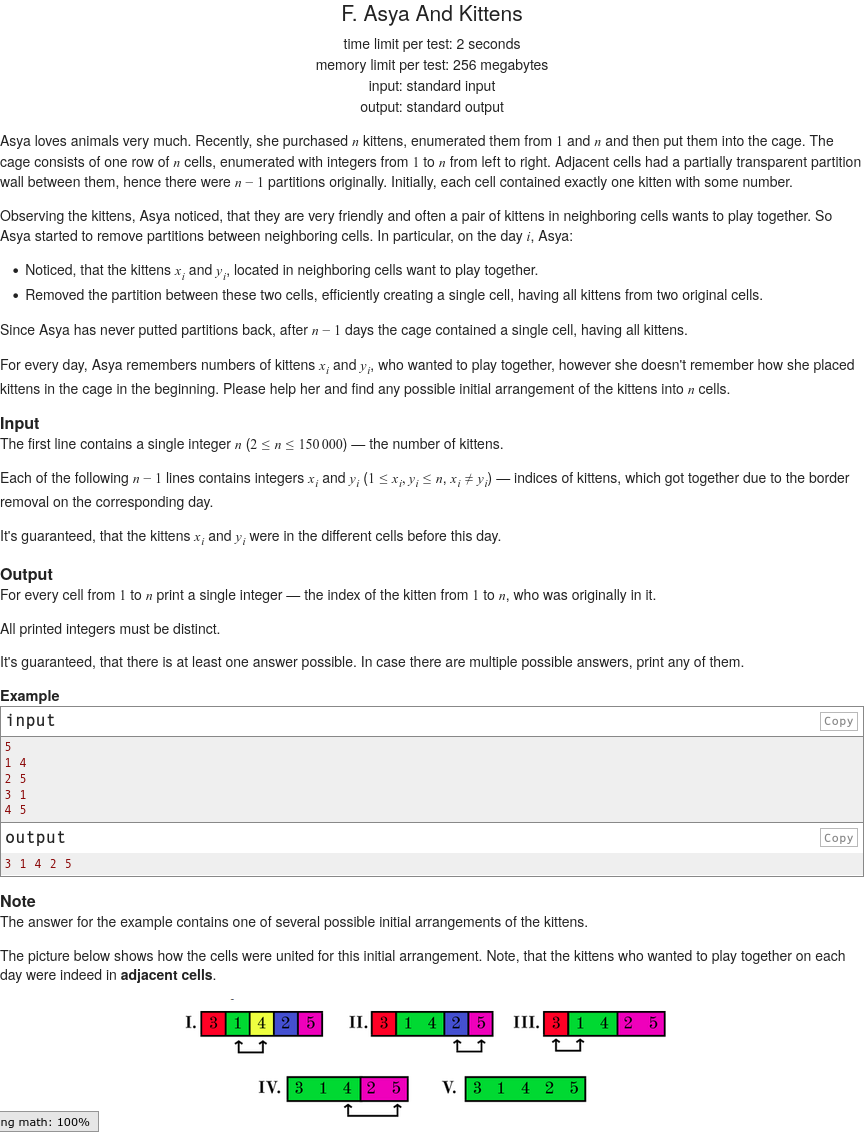 F. Asya And Kittens
time limit per test: 2 seconds
memory limit per test: 256 megabytes
input: standard input
output: standard output
Asya loves animals very much. Recently, she purchased n kittens, enumerated them from 1 and n and then put them into the cage. The
cage consists of one row of n cells, enumerated with integers from 1 to n from left to right. Adjacent cells had a partially transparent partition
wall between them, hence there were n − 1 partitions originally. Initially, each cell contained exactly one kitten with some number.
Observing the kittens, Asya noticed, that they are very friendly and often a pair of kittens in neighboring cells wants to play together. So
Asya started to remove partitions between neighboring cells. In particular, on the day i, Asya:
• Noticed, that the kittens x_i and y_i, located in neighboring cells want to play together.
• Removed the partition between these two cells, efficiently creating a single cell, having all kittens from two original cells.
Since Asya has never putted partitions back, after n − 1 days the cage contained a single cell, having all kittens.
For every day, Asya remembers numbers of kittens x_i and y_i, who wanted to play together, however she doesn't remember how she placed
kittens in the cage in the beginning. Please help her and find any possible initial arrangement of the kittens into n cells.
Input
The first line contains a single integer n (2 ≤ n ≤ 150 000) — the number of kittens.
Each of the following n − 1 lines contains integers x_i and y_i (1 ≤ x_i, y_i ≤ n, x_i ≠ y_i) — indices of kittens, which got together due to the border
removal on the corresponding day.
It's guaranteed, that the kittens x_i and y_i were in the different cells before this day.
Output
For every cell from 1 to n print a single integer — the index of the kitten from 1 to n, who was originally in it.
All printed integers must be distinct.
It's guaranteed, that there is at least one answer possible. In case there are multiple possible answers, print any of them.
Example
input Copy
5
1 4
2 5
3 1
4 5
output Copy
3 1 4 2 5
Note
The answer for the example contains one of several possible initial arrangements of the kittens.
The picture below shows how the cells were united for this initial arrangement. Note, that the kittens who wanted to play together on each
day were indeed in adjacent cells.
I. 3 1 4 2 5 II. 3 1 4 2 5 III. 3 1 4 2 5
IV. 3 1 4 2 5 V. 3 1 4 2 5
ng math: 100%